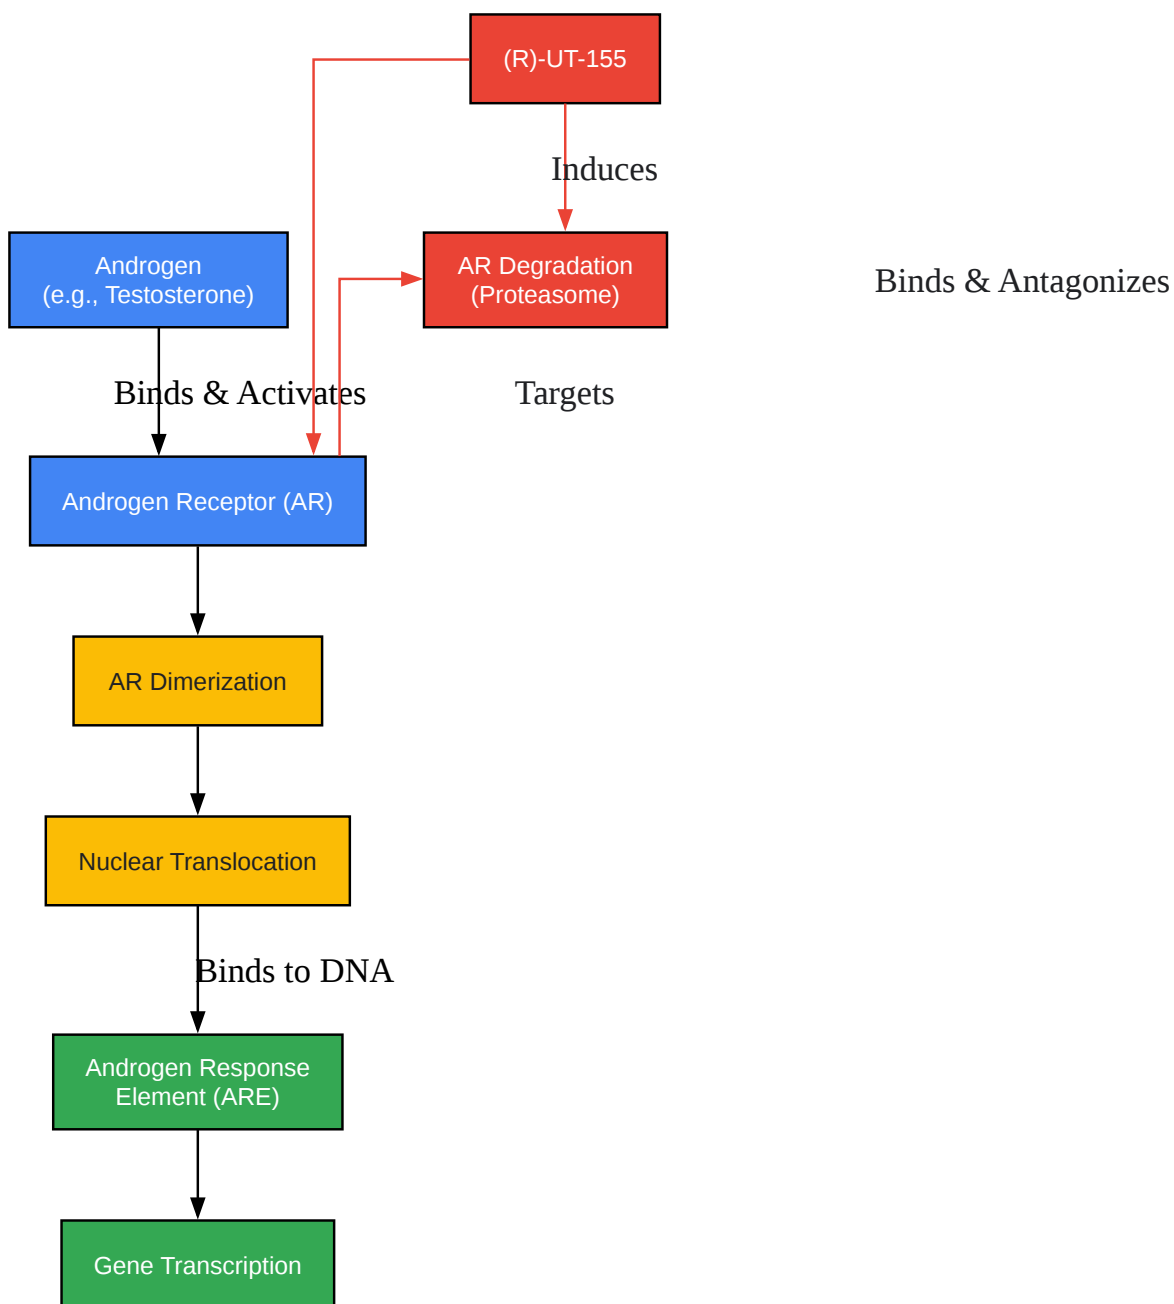 (R)-UT-155
Induces
Androgen
(e.g., Testosterone)
AR Degradation
(Proteasome)
Binds & Antagonizes
Binds & Activates
Targets
Androgen Receptor (AR)
AR Dimerization
Nuclear Translocation
Binds to DNA
Androgen Response
Element (ARE)
Gene Transcription